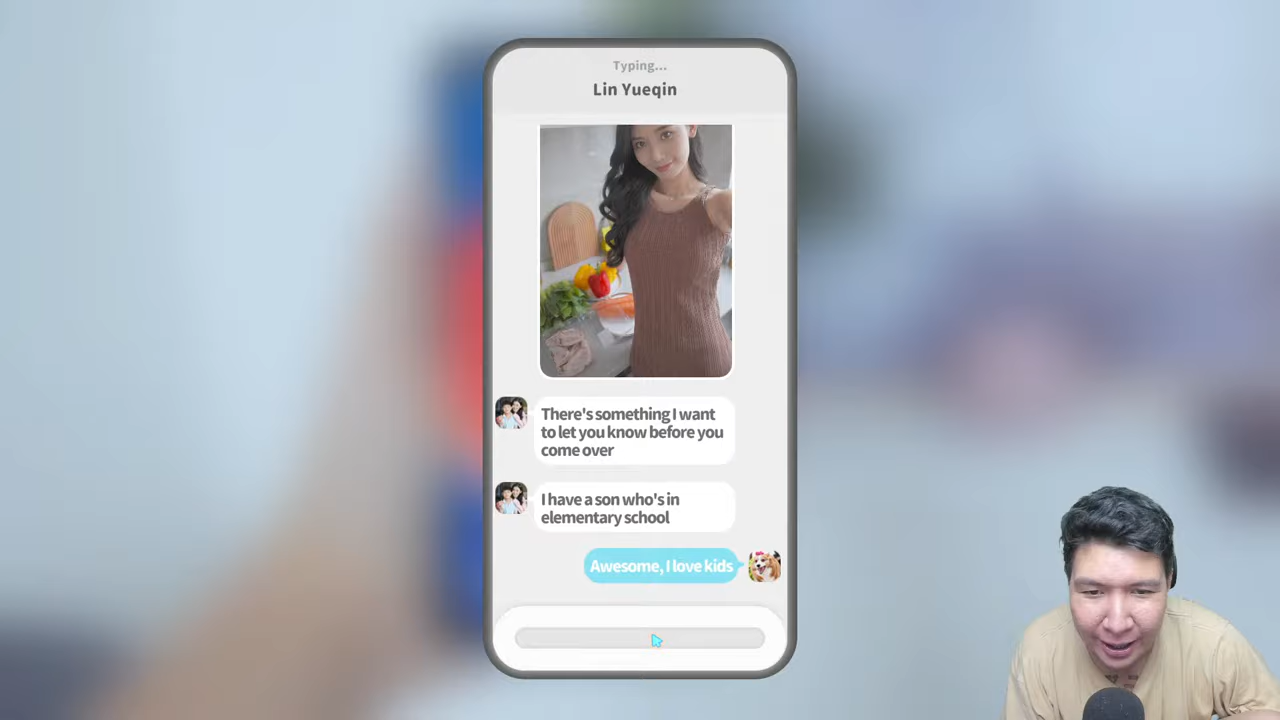 Typing...
Lin Yueqin
There's something I want
to let you know before you
come over
I have a son who's in
elementary school
Awesome, I love kids